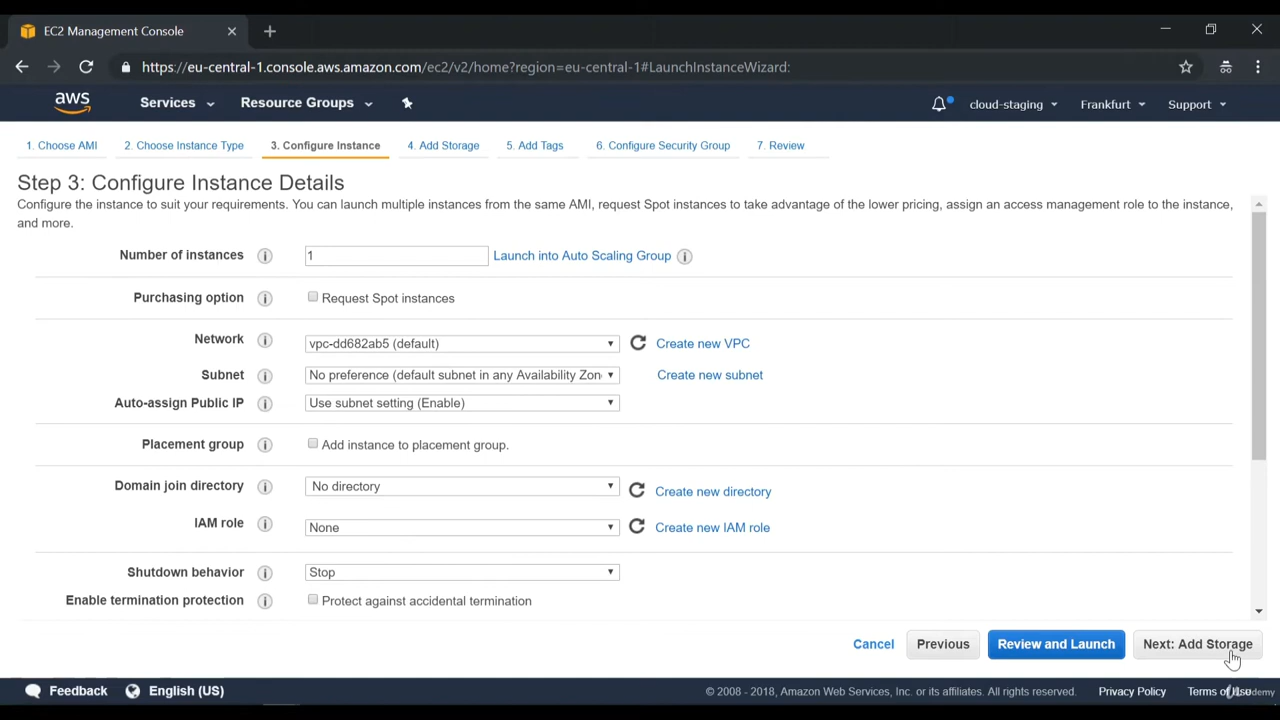 EC2 Management Console
https://eu-central-1.console.aws.amazon.com/ec2/v2/home?region=eu-central-1#LaunchInstanceWizard:
aws Services Resource Groups cloud-staging Frankfurt Support
1. Choose AMI 2. Choose Instance Type 3. Configure Instance 4. Add Storage 5. Add Tags 6. Configure Security Group 7. Review
Step 3: Configure Instance Details
Configure the instance to suit your requirements. You can launch multiple instances from the same AMI, request Spot instances to take advantage of the lower pricing, assign an access management role to the instance,
and more.
Number of instances 1 Launch into Auto Scaling Group
Purchasing option Request Spot instances
Network vpc-dd682ab5 (default) Create new VPC
Subnet No preference (default subnet in any Availability Zon Create new subnet
Auto-assign Public IP Use subnet setting (Enable)
Placement group Add instance to placement group.
Domain join directory No directory Create new directory
IAM role None Create new IAM role
Shutdown behavior Stop
Enable termination protection Protect against accidental termination
Cancel Previous Review and Launch Next: Add Storage
Feedback English (US) © 2008 - 2018, Amazon Web Services, Inc. or its affiliates. All rights reserved. Privacy Policy Terms of Use